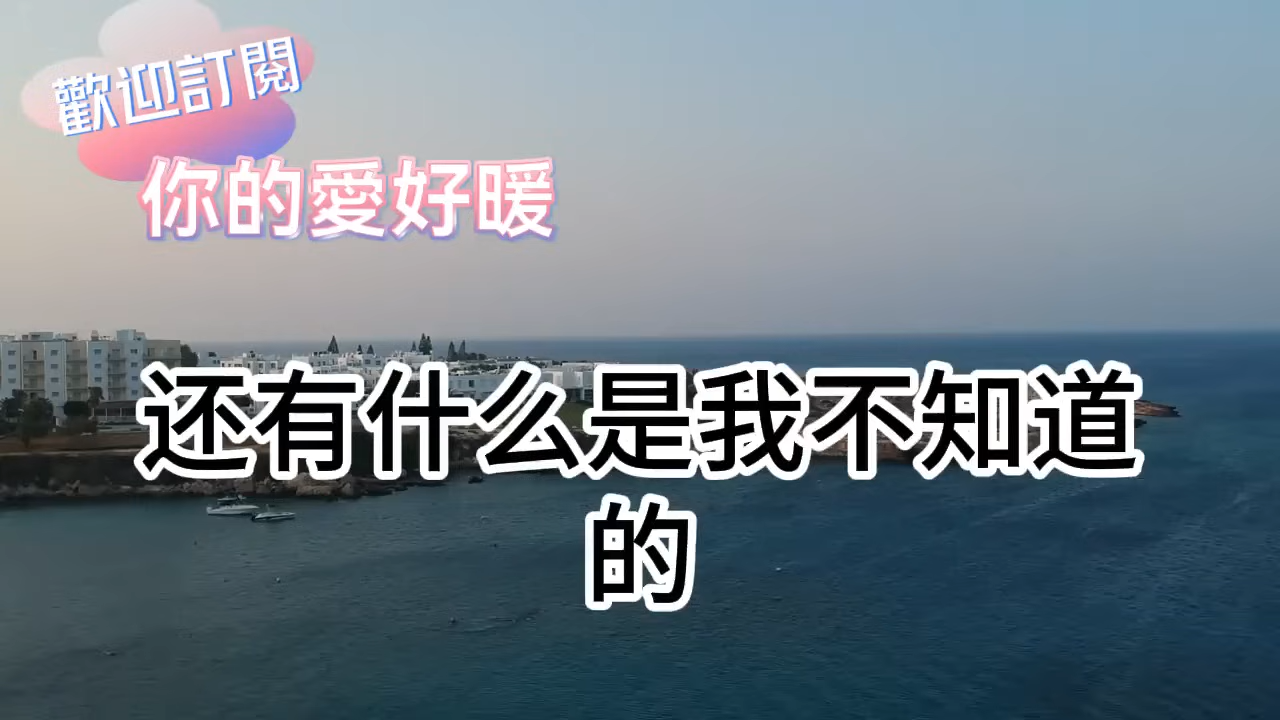 歡迎訂閱
你的愛好暖
还有什么是我不知道
的